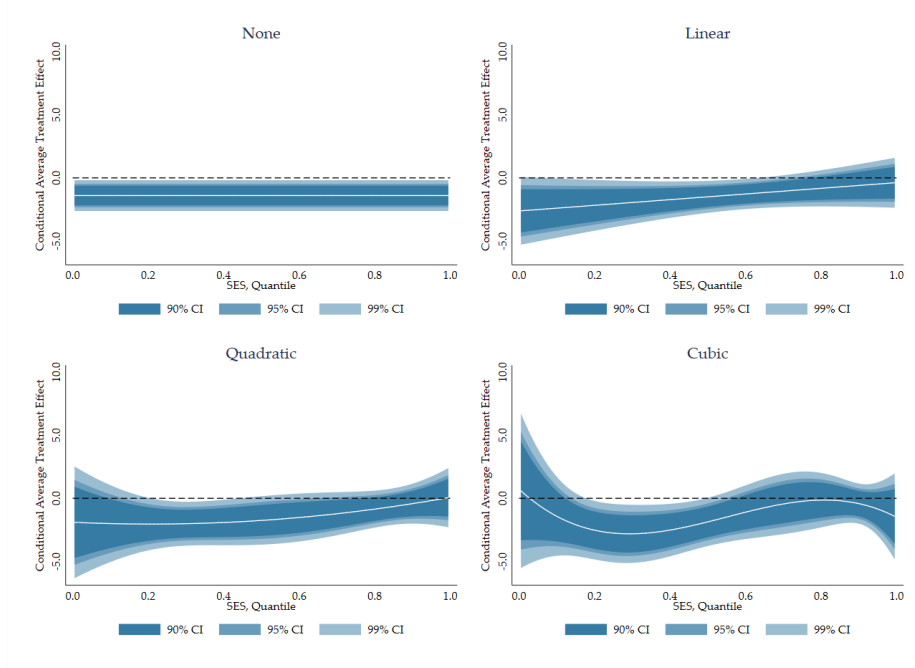 None
Conditional Average Treatment Effect
10.0
5.0
0.0
-5.0
0.0 0.2 0.4 0.6 0.8 1.0
SES, Quantile
90% CI 95% CI 99% CI
Linear
Conditional Average Treatment Effect
10.0
5.0
0.0
-5.0
0.0 0.2 0.4 0.6 0.8 1.0
SES, Quantile
90% CI 95% CI 99% CI
Quadratic
Conditional Average Treatment Effect
10.0
5.0
0.0
-5.0
0.0 0.2 0.4 0.6 0.8 1.0
SES, Quantile
90% CI 95% CI 99% CI
Cubic
Conditional Average Treatment Effect
10.0
5.0
0.0
-5.0
0.0 0.2 0.4 0.6 0.8 1.0
SES, Quantile
90% CI 95% CI 99% CI